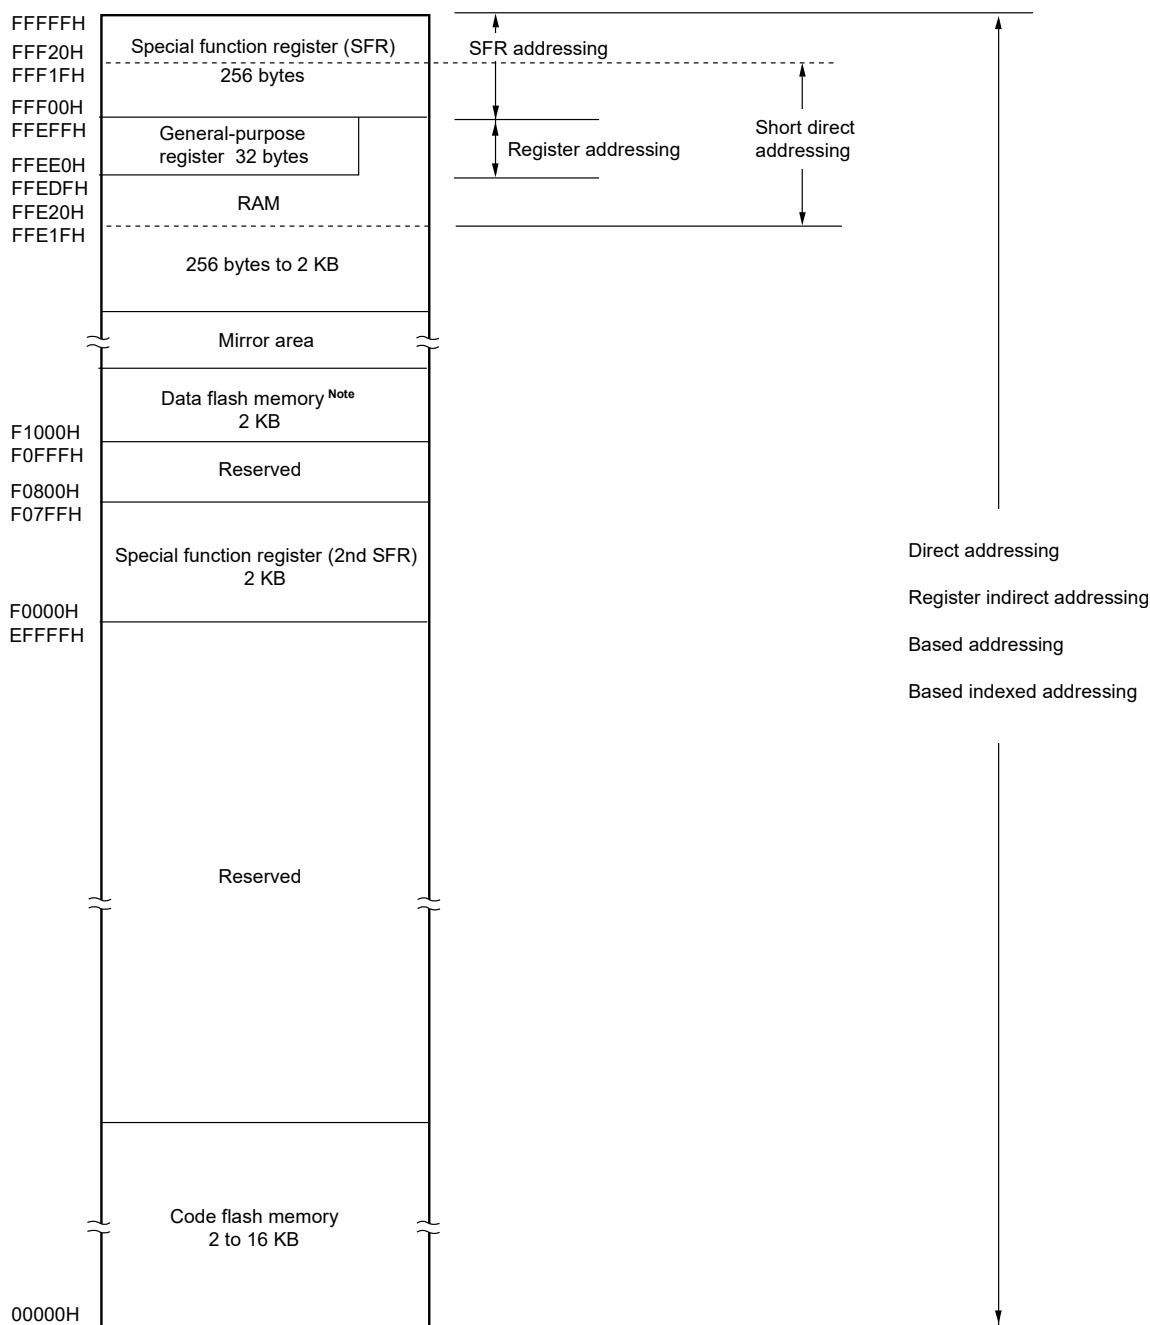 FFFFFH
Special function register (SFR)
SFR addressing
FFF20H
FFF1FH
256 bytes
FFF00H
FFEFFH
General-purpose
register 32 bytes
Register addressing
Short direct
addressing
FFEE0H
FFEDFH
RAM
FFE20H
FFE1FH
256 bytes to 2 KB
Mirror area
Data flash memory Note
2 KB
F1000H
F0FFFH
Reserved
F0800H
F07FFH
Special function register (2nd SFR)
2 KB
Direct addressing
Register indirect addressing
Based addressing
Based indexed addressing
F0000H
EFFFFH
Reserved
Code flash memory
2 to 16 KB
00000H